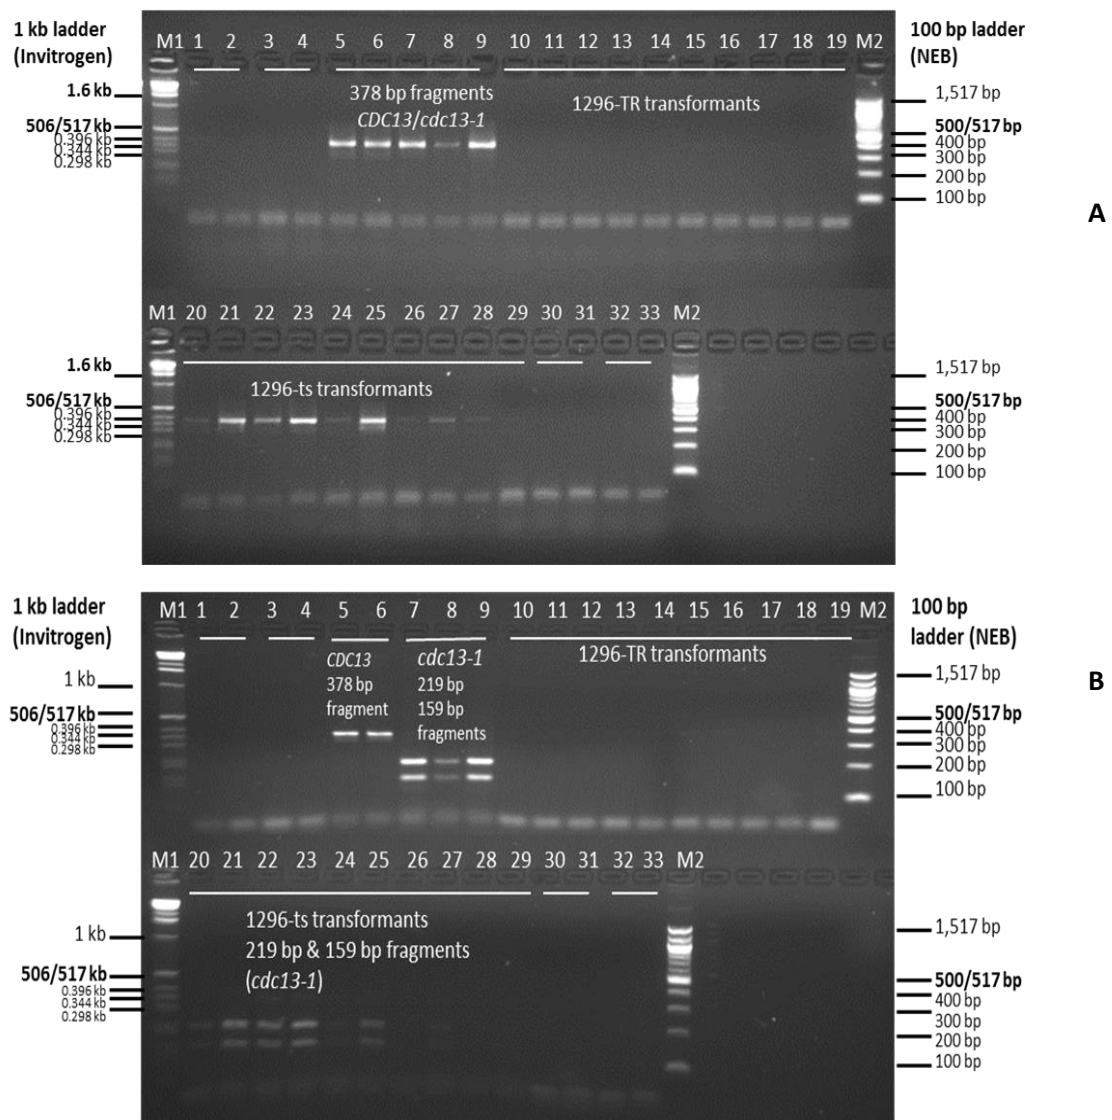 1 kb ladder
(Invitrogen)
M1 1 2 3 4 5 6 7 8 9 10 11 12 13 14 15 16 17 18 19 M2
100 bp ladder
(NEB)
1.6 kb
506/517 kb
0.396 kb
0.344 kb
0.298 kb
378 bp fragments
CDC13/cdc13-1
1296-TR transformants
1,517 bp
500/517 bp
400 bp
300 bp
200 bp
100 bp
A
M1 20 21 22 23 24 25 26 27 28 29 30 31 32 33 M2
1.6 kb
506/517 kb
0.396 kb
0.344 kb
0.298 kb
1296-ts transformants
1,517 bp
500/517 bp
400 bp
300 bp
200 bp
100 bp
1 kb ladder
(Invitrogen)
M1 1 2 3 4 5 6 7 8 9 10 11 12 13 14 15 16 17 18 19 M2
100 bp
ladder (NEB)
1 kb
506/517 kb
0.396 kb
0.344 kb
0.298 kb
CDC13
378 bp
fragment
cdc13-1
219 bp
159 bp
fragments
1296-TR transformants
1,517 bp
500/517 bp
400 bp
300 bp
200 bp
100 bp
B
M1 20 21 22 23 24 25 26 27 28 29 30 31 32 33 M2
1 kb
506/517 kb
0.396 kb
0.344 kb
0.298 kb
1296-ts transformants
219 bp & 159 bp fragments
(cdc13-1)
1,517 bp
500/517 bp
400 bp
300 bp
200 bp
100 bp